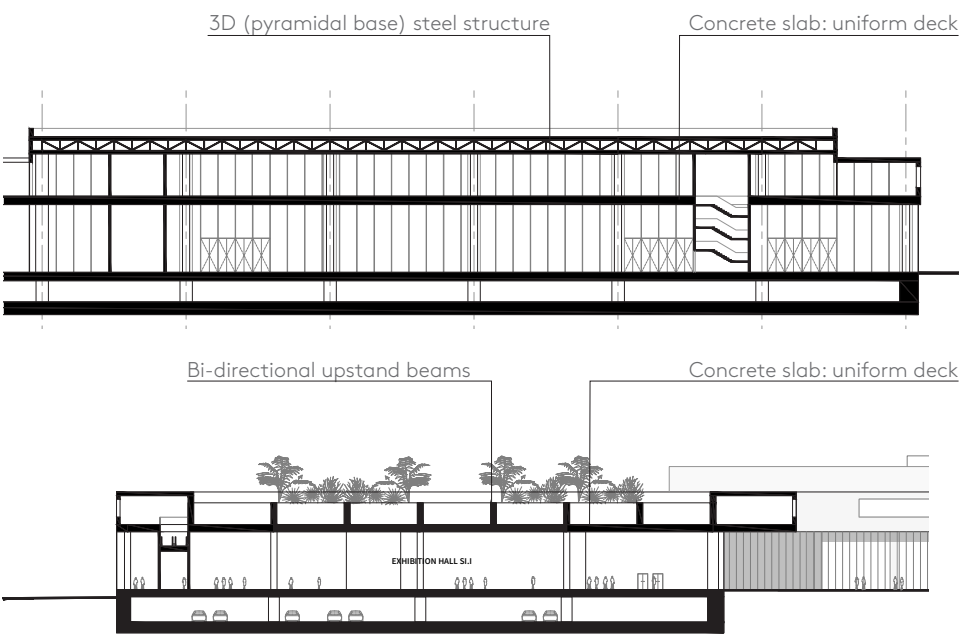 3D (pyramidal base) steel structure
Concrete slab: uniform deck
Bi-directional upstand beams
Concrete slab: uniform deck
EXHIBITION HALL SI.I